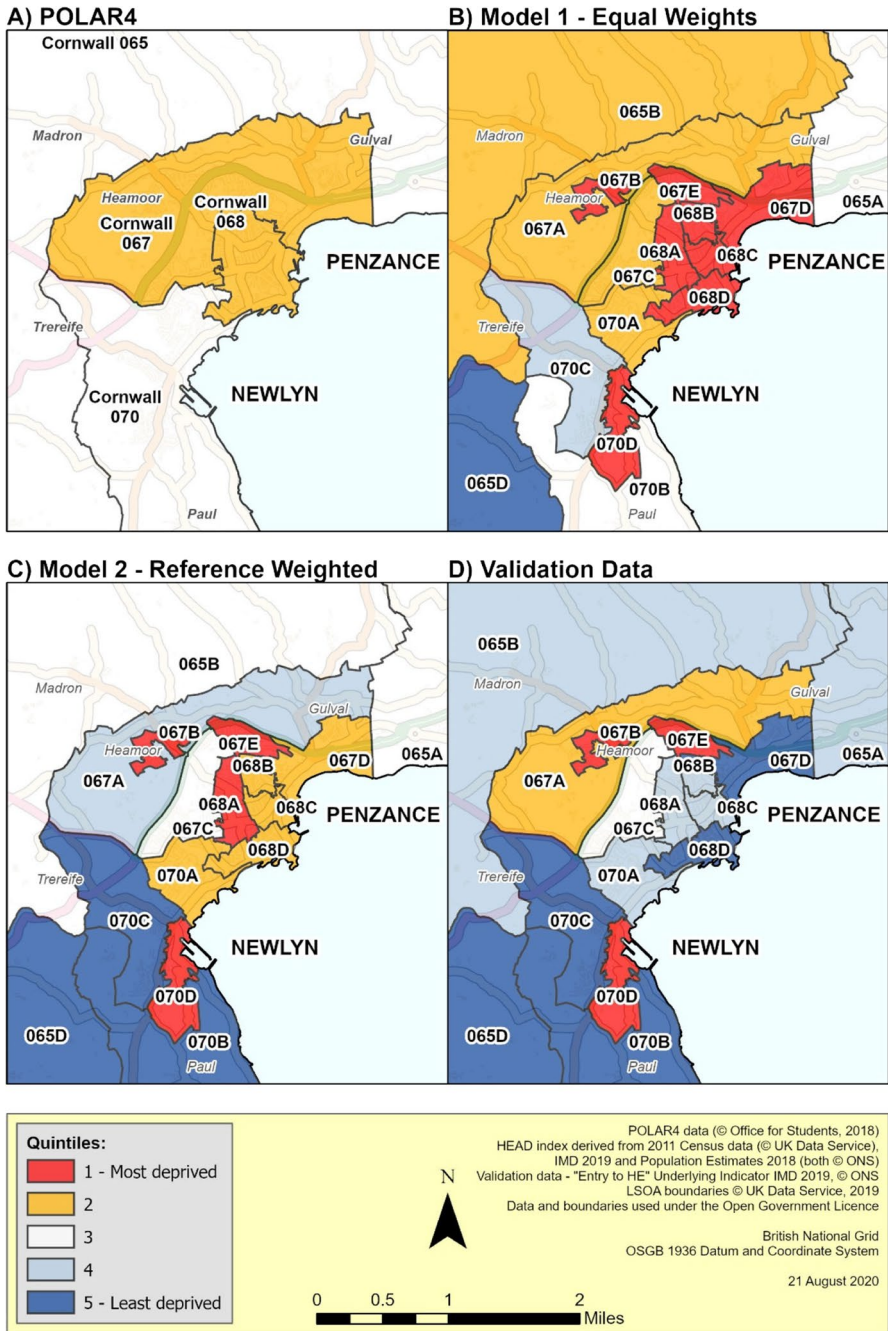 A) POLAR4
Cornwall 065
Madron
Gulval
Heamoor
Cornwall
067
Cornwall
068
PENZANCE
Trereife
Cornwall
070
NEWLYN
Paul
B) Model 1 - Equal Weights
065B
Madron
Gulval
067B
067E
Heamoor
068B
067D
065A
067A
068A
068C
067C
PENZANCE
068D
Trereife
070A
070C
NEWLYN
070D
065D
070B
Paul
C) Model 2 - Reference Weighted
065B
Madron
Gulval
067B
067E
Heamoor
068B
067D
065A
067A
068A
068C
PENZANCE
067C
068D
070A
Trereife
070C
NEWLYN
070D
065D
070B
Paul
D) Validation Data
065B
Madron
Gulval
067B
Heamoor
067E
068B
067D
065A
067A
068A
068C
PENZANCE
067C
068D
070A
Trereife
070C
NEWLYN
070D
065D
070B
Paul
Quintiles:
1 - Most deprived
2
3
4
5 - Least deprived
N
0 0.5 1 2
Miles
POLAR4 data (© Office for Students, 2018)
HEAD index derived from 2011 Census data (© UK Data Service),
IMD 2019 and Population Estimates 2018 (both © ONS)
Validation data - "Entry to HE" Underlying Indicator IMD 2019, © ONS
LSOA boundaries © UK Data Service, 2019
Data and boundaries used under the Open Government Licence
British National Grid
OSGB 1936 Datum and Coordinate System
21 August 2020